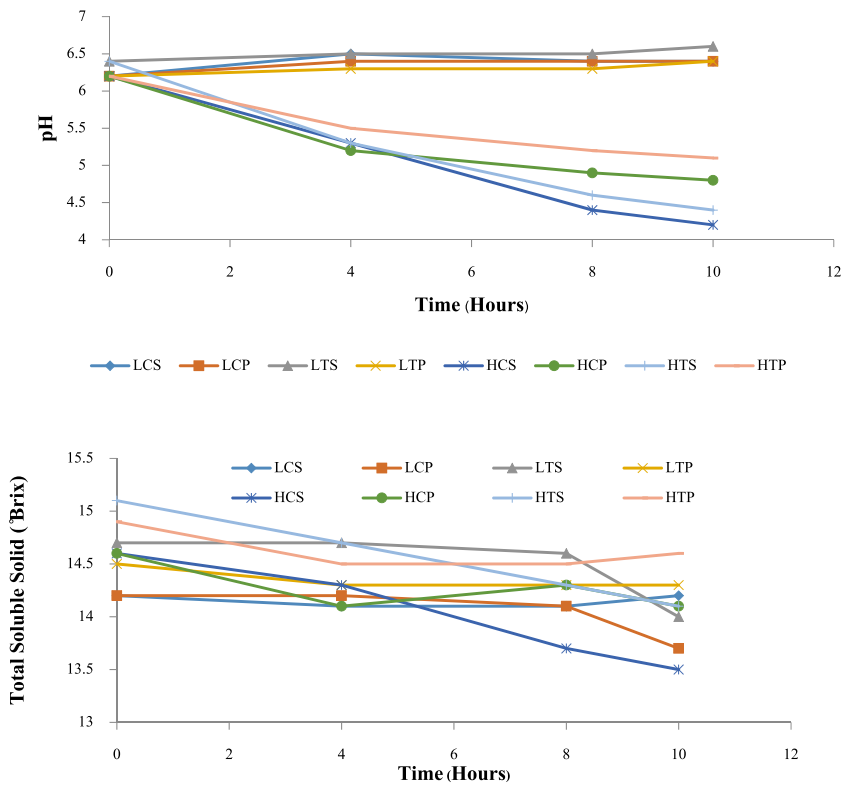 7
6.5
6
5.5
5
4.5
4
pH
0 2 4 6 8 10 12
Time (Hours)
LCS LCP LTS LTP HCS HCP HTS HTP
15.5
15
14.5
14
13.5
13
Total Soluble Solid (°Brix)
LCS LCP LTS LTP
HCS HCP HTS HTP
0 2 4 6 8 10 12
Time (Hours)